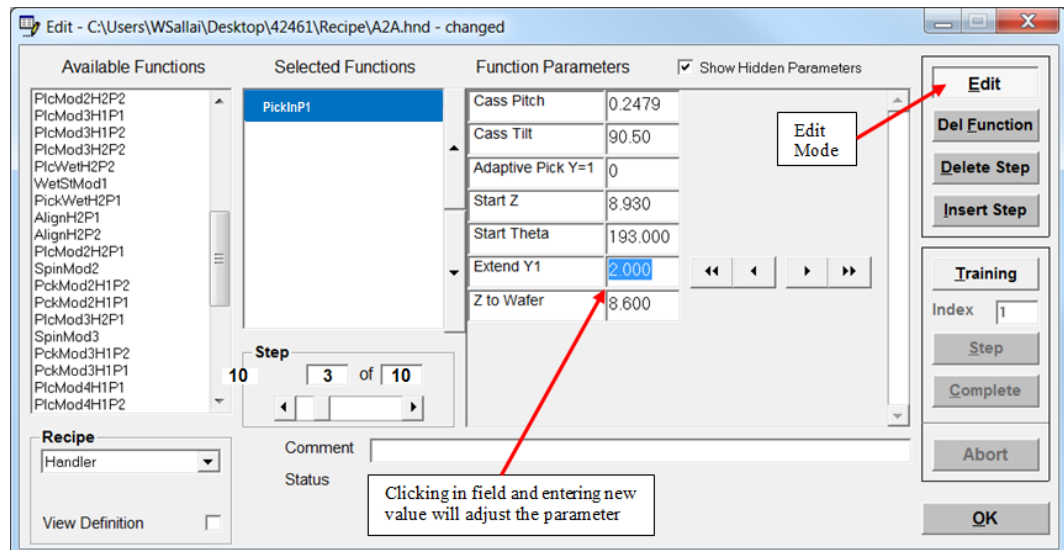 Edit - C:\Users\WSallai\Desktop\42461\Recipe\A2A.hnd - changed
Available Functions
Selected Functions
Function Parameters
Show Hidden Parameters
PlcMod2H2P2
PlcMod3H1P1
PlcMod3H1P2
PlcMod3H2P2
PlcWetH2P2
WetStMod1
PickWetH2P1
AlignH2P1
AlignH2P2
PlcMod2H2P1
SpinMod2
PckMod2H1P2
PckMod2H1P1
PlcMod3H2P1
SpinMod3
PckMod3H1P2
PckMod3H1P1
PlcMod4H1P1
PlcMod4H1P2
PickInP1
Cass Pitch 0.2479
Cass Tilt 90.50
Adaptive Pick Y=1 0
Start Z 8.930
Start Theta 193.000
Extend Y1 2.000
Z to Wafer 8.600
Edit
Mode
Edit
Del Function
Delete Step
Insert Step
Training
Index 1
Step
Complete
Abort
OK
Step
10 3 of 10
Recipe
Handler
View Definition
Comment
Status
Clicking in field and entering new
value will adjust the parameter